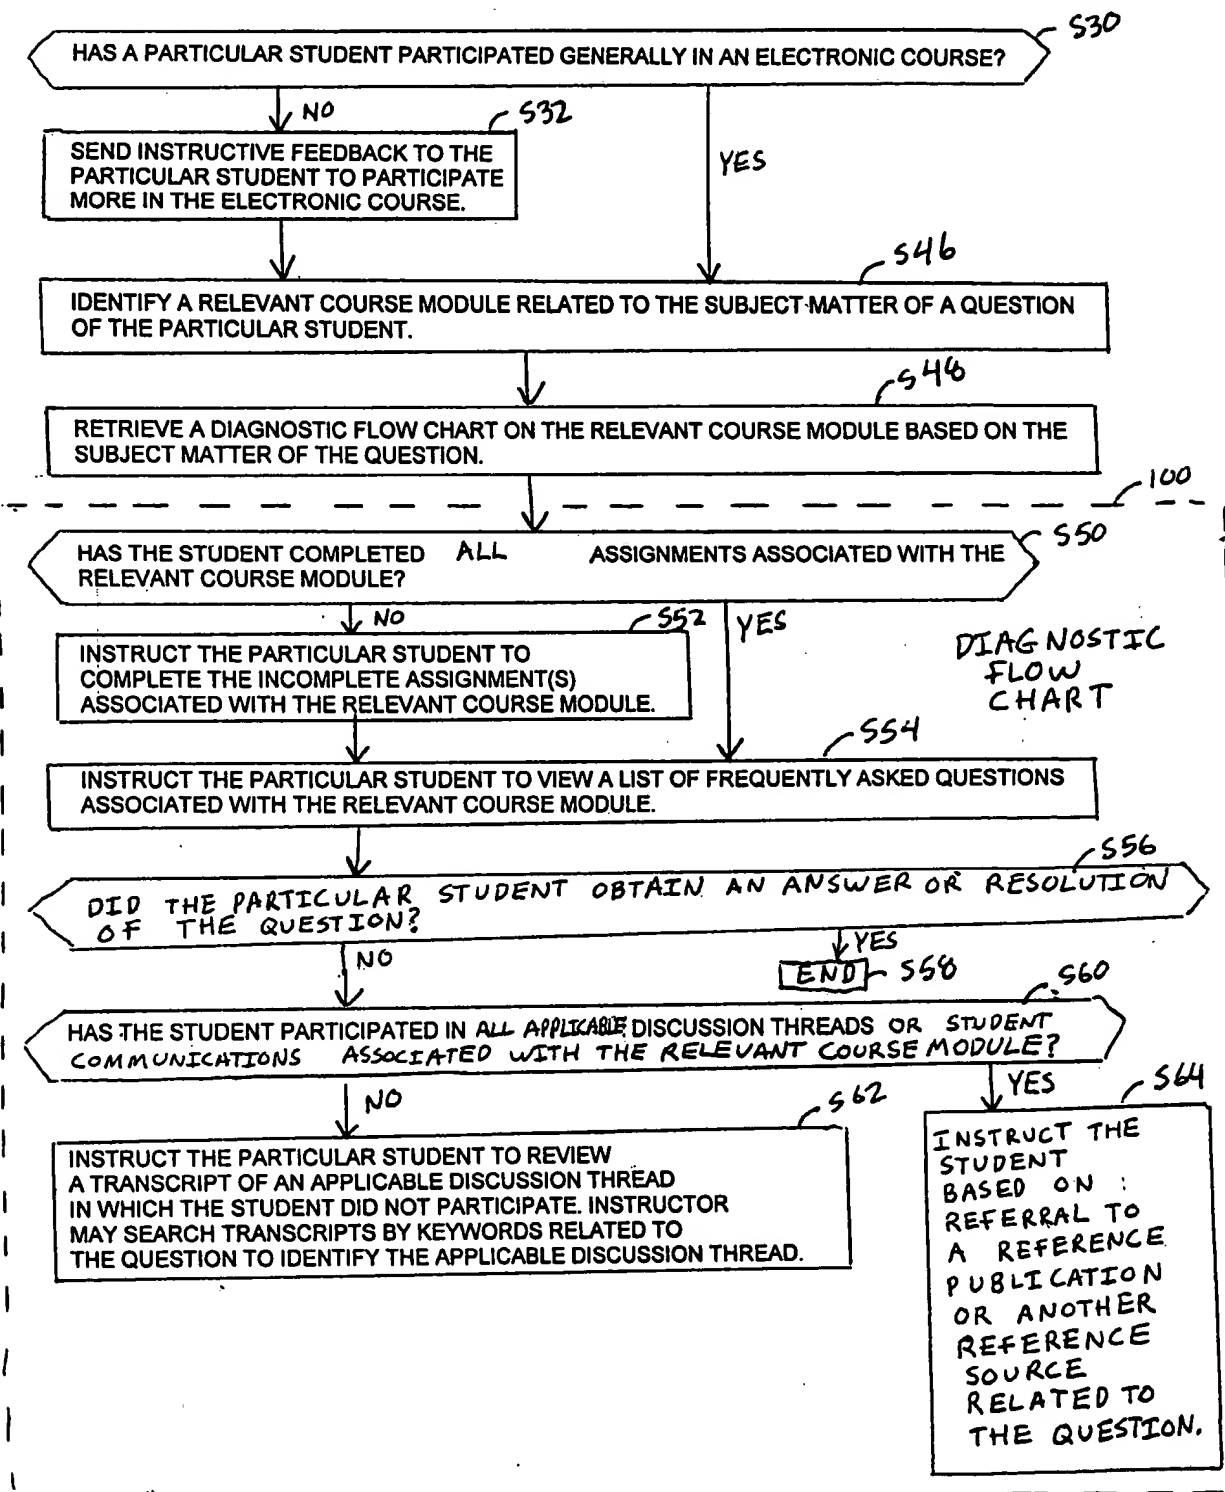 S30
HAS A PARTICULAR STUDENT PARTICIPATED GENERALLY IN AN ELECTRONIC COURSE?
NO
S32
YES
SEND INSTRUCTIVE FEEDBACK TO THE
PARTICULAR STUDENT TO PARTICIPATE
MORE IN THE ELECTRONIC COURSE.
S46
IDENTIFY A RELEVANT COURSE MODULE RELATED TO THE SUBJECT MATTER OF A QUESTION
OF THE PARTICULAR STUDENT.
S48
RETRIEVE A DIAGNOSTIC FLOW CHART ON THE RELEVANT COURSE MODULE BASED ON THE
SUBJECT MATTER OF THE QUESTION.
100
S50
HAS THE STUDENT COMPLETED ALL ASSIGNMENTS ASSOCIATED WITH THE
RELEVANT COURSE MODULE?
NO
S52
YES
DIAGNOSTIC
FLOW
CHART
INSTRUCT THE PARTICULAR STUDENT TO
COMPLETE THE INCOMPLETE ASSIGNMENT(S)
ASSOCIATED WITH THE RELEVANT COURSE MODULE.
S54
INSTRUCT THE PARTICULAR STUDENT TO VIEW A LIST OF FREQUENTLY ASKED QUESTIONS
ASSOCIATED WITH THE RELEVANT COURSE MODULE.
S56
DID THE PARTICULAR STUDENT OBTAIN AN ANSWER OR RESOLUTION
OF THE QUESTION?
NO
YES
END
S58
S60
HAS THE STUDENT PARTICIPATED IN ALL APPLICABLE DISCUSSION THREADS OR STUDENT
COMMUNICATIONS ASSOCIATED WITH THE RELEVANT COURSE MODULE?
NO
S62
YES
S64
INSTRUCT THE PARTICULAR STUDENT TO REVIEW
A TRANSCRIPT OF AN APPLICABLE DISCUSSION THREAD
IN WHICH THE STUDENT DID NOT PARTICIPATE. INSTRUCTOR
MAY SEARCH TRANSCRIPTS BY KEYWORDS RELATED TO
THE QUESTION TO IDENTIFY THE APPLICABLE DISCUSSION THREAD.
INSTRUCT THE
STUDENT
BASED ON :
REFERRAL TO
A REFERENCE
PUBLICATION
OR ANOTHER
REFERENCE
SOURCE
RELATED TO
THE QUESTION.